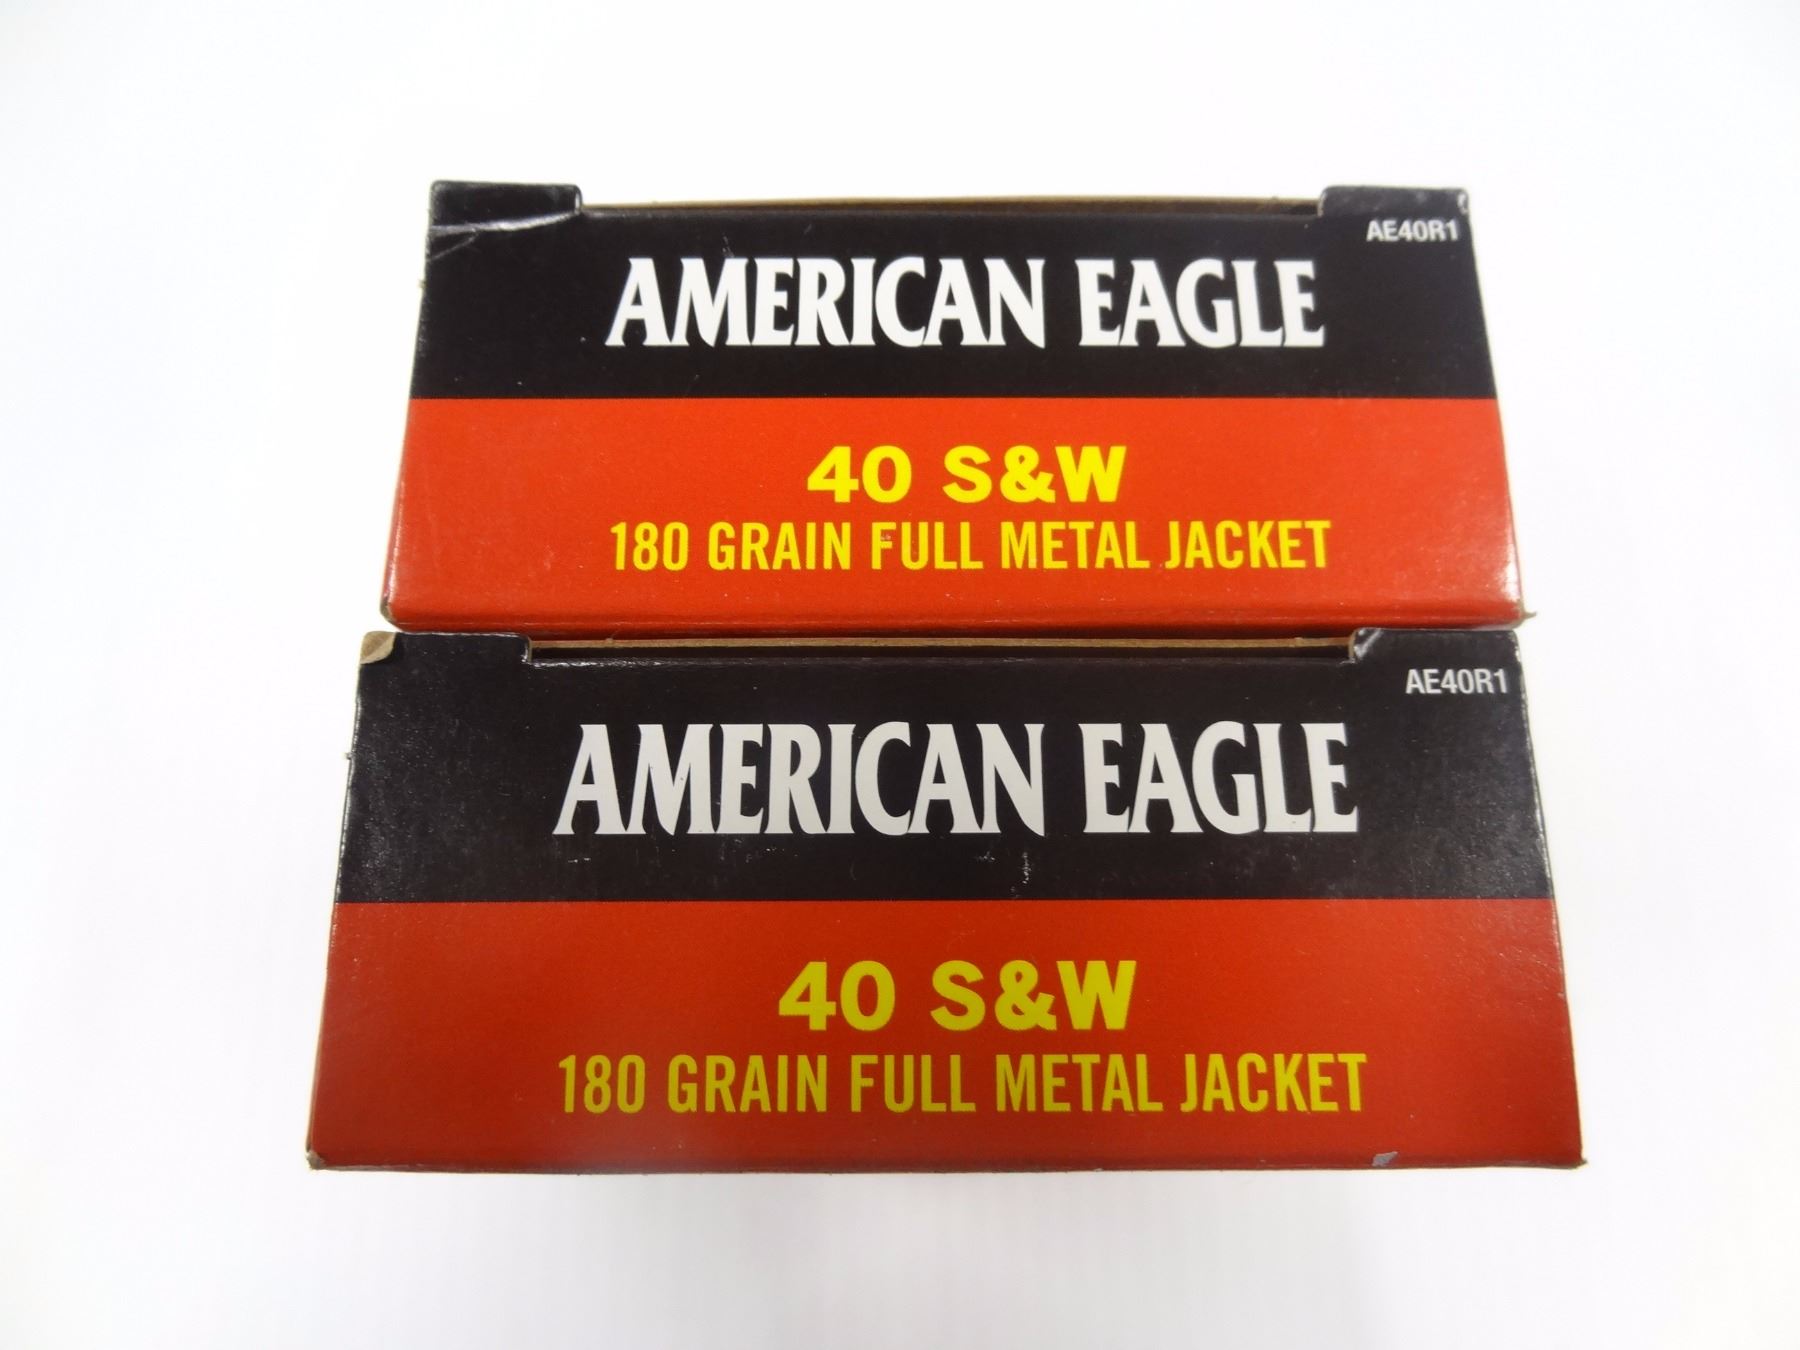 AE40R1
AMERICAN EAGLE
40 S&W
180 GRAIN FULL METAL JACKET
AE40R1
AMERICAN EAGLE
40 S&W
180 GRAIN FULL METAL JACKET